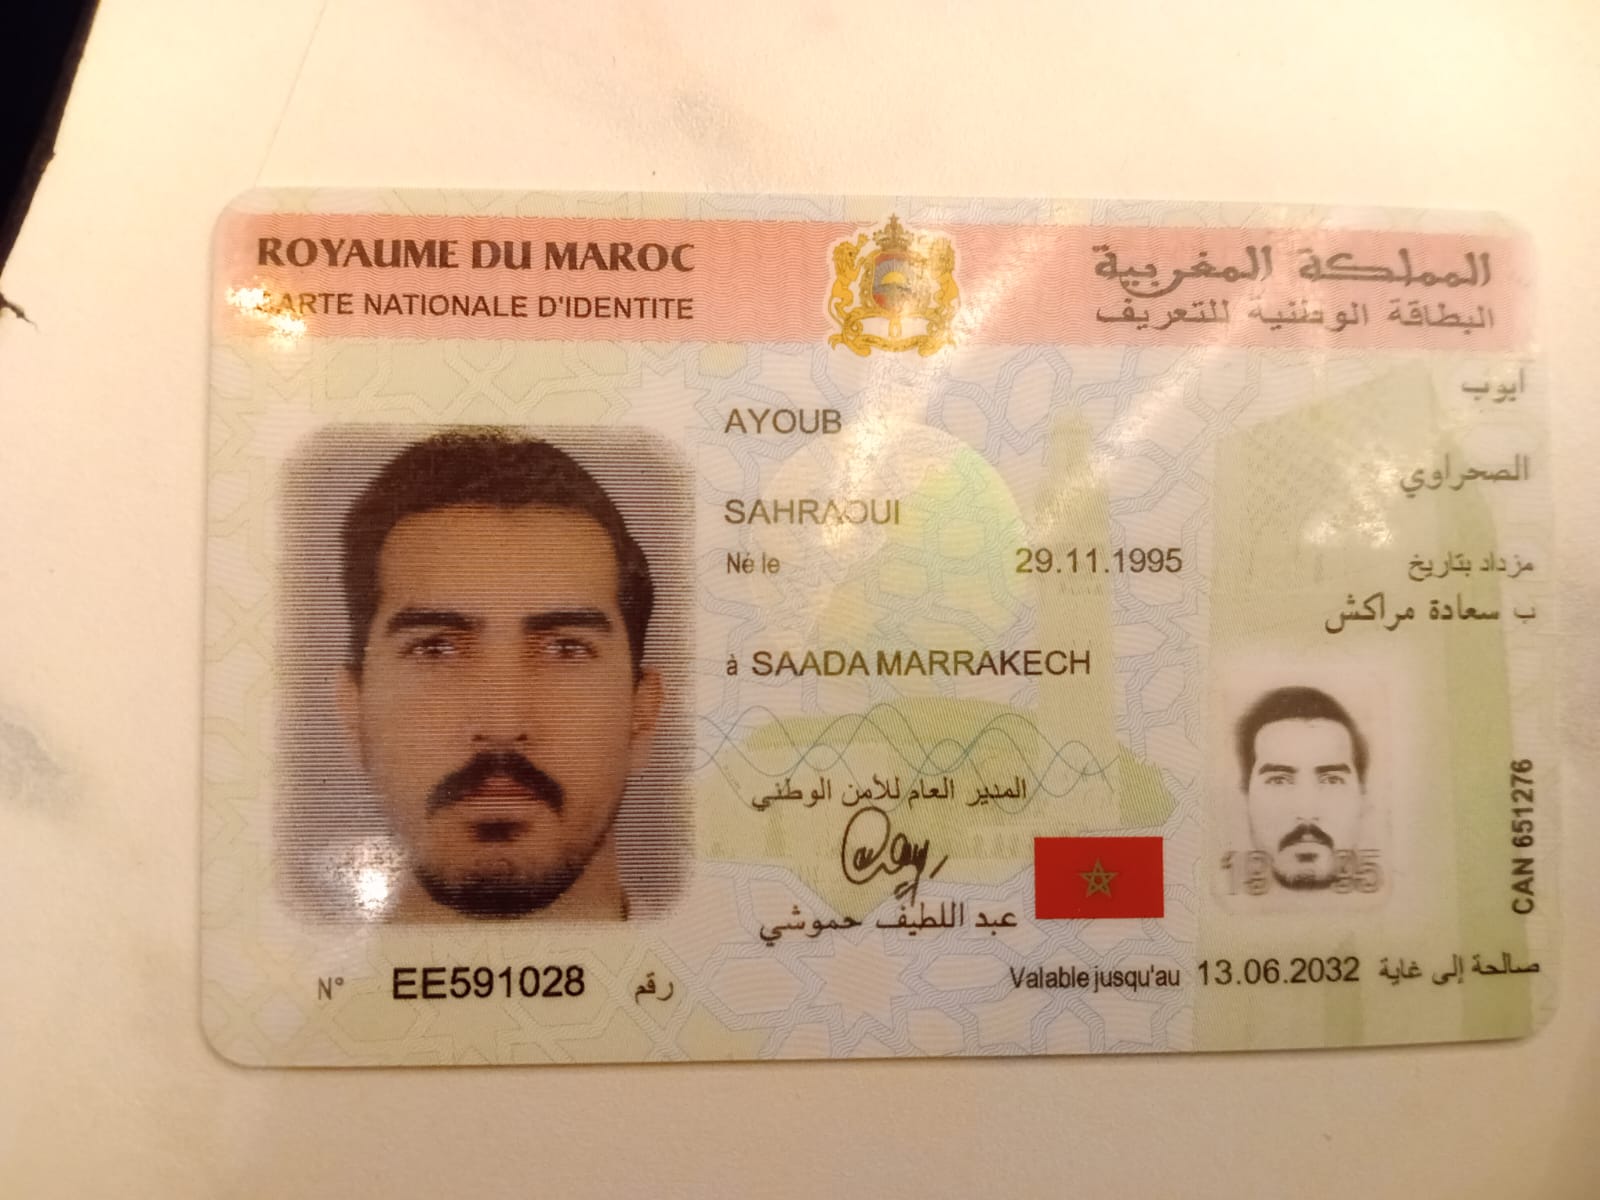 ROYAUME DU MAROC
المملكة المغربية
CARTE NATIONALE D'IDENTITE
البطاقة الوطنية للتعريف
أيوب
AYOUB
الصحراوي
SAHRAOUI
Né le 29.11.1995 مزداد بتاريخ
ب سعادة مراكش
à SAADA MARRAKECH
المدير العام للأمن الوطني
عبد اللطيف حموشي
1995
CAN 651276
N° EE591028 رقم
Valable jusqu'au 13.06.2032 صالحة إلى غاية